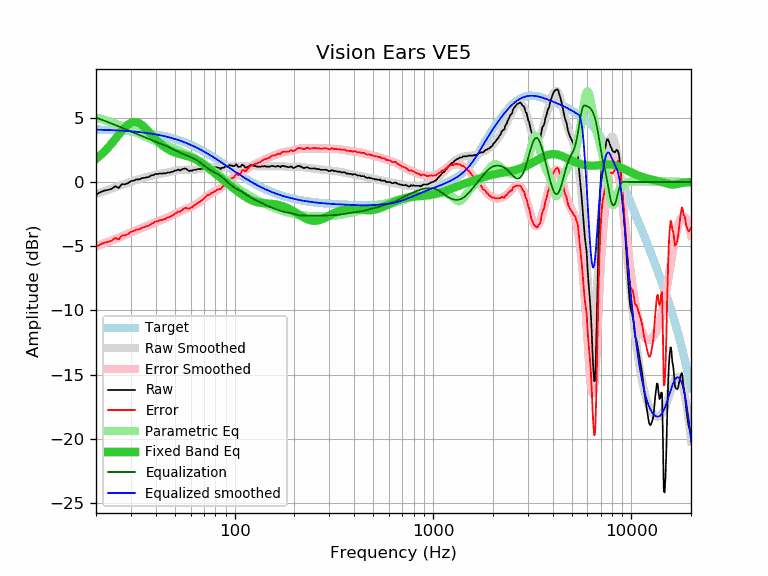 Vision Ears VE5
Amplitude (dBr)
5
0
−5
−10
−15
−20
−25
Target
Raw Smoothed
Error Smoothed
Raw
Error
Parametric Eq
Fixed Band Eq
Equalization
Equalized smoothed
100
1000
10000
Frequency (Hz)